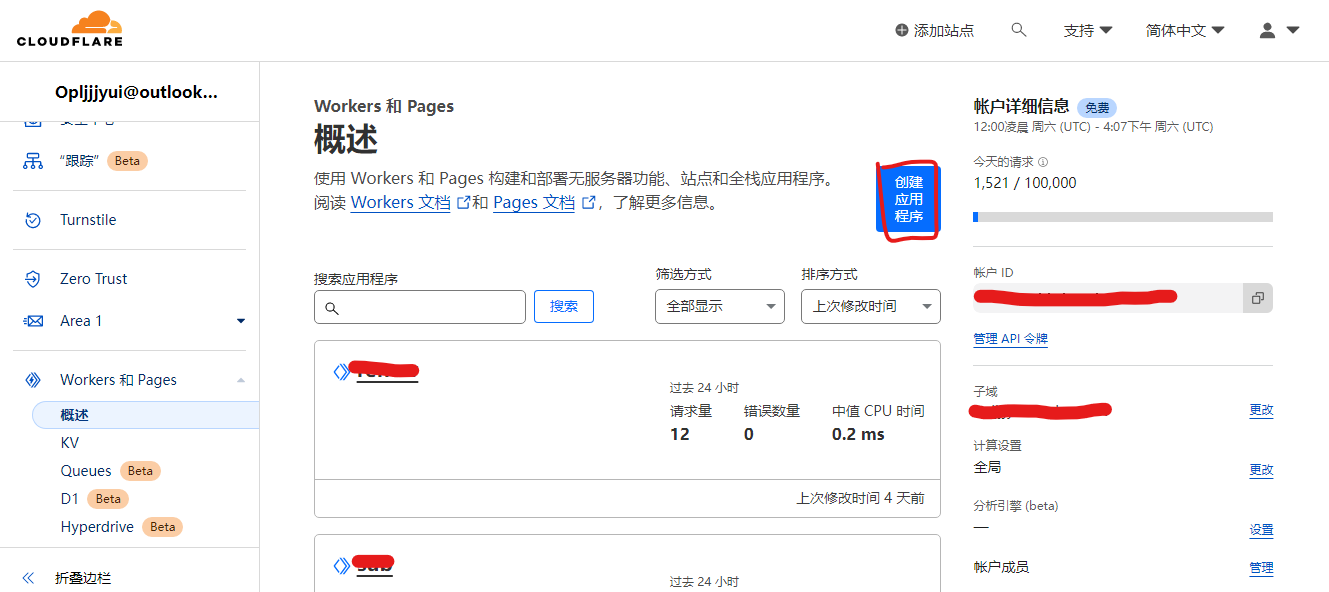 CLOUDFLARE
添加站点
支持
简体中文
Opljjjyui@outlook...
“跟踪” Beta
Turnstile
Zero Trust
Area 1
Workers 和 Pages
概述
KV
Queues Beta
D1 Beta
Hyperdrive Beta
折叠边栏
Workers 和 Pages
概述
使用 Workers 和 Pages 构建和部署无服务器功能、站点和全栈应用程序。
阅读 Workers 文档 和 Pages 文档，了解更多信息。
创建
应用
程序
搜索应用程序
搜索
筛选方式
全部显示
排序方式
上次修改时间
过去 24 小时
请求量 错误数量 中值 CPU 时间
12 0 0.2 ms
上次修改时间 4 天前
过去 24 小时
帐户详细信息 免费
12:00凌晨 周六 (UTC) - 4:07下午 周六 (UTC)
今天的请求
1,521 / 100,000
帐户 ID
管理 API 令牌
子域
更改
计算设置
全局
更改
分析引擎 (beta)
—
设置
帐户成员
管理